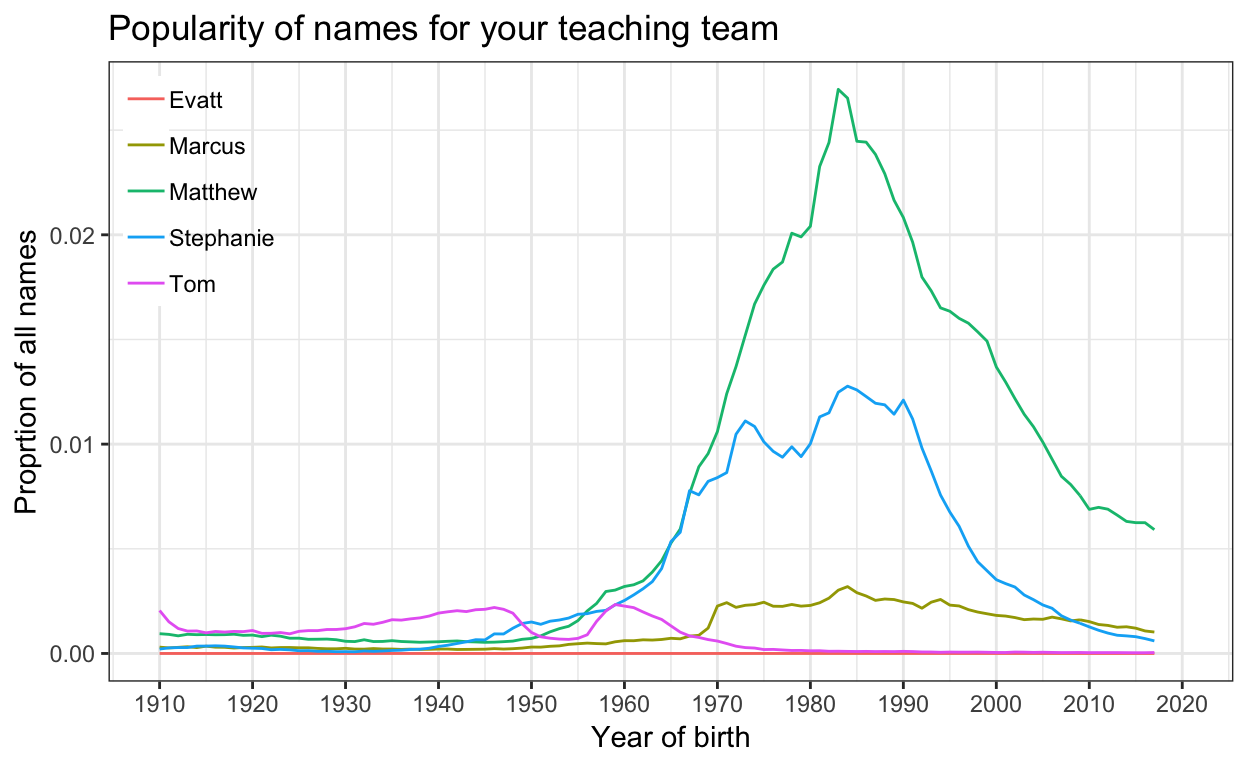 Popularity of names for your teaching team
Evatt
Marcus
Matthew
Stephanie
Tom
Proprtion of all names
0.02
0.01
0.00
1910 1920 1930 1940 1950 1960 1970 1980 1990 2000 2010 2020
Year of birth